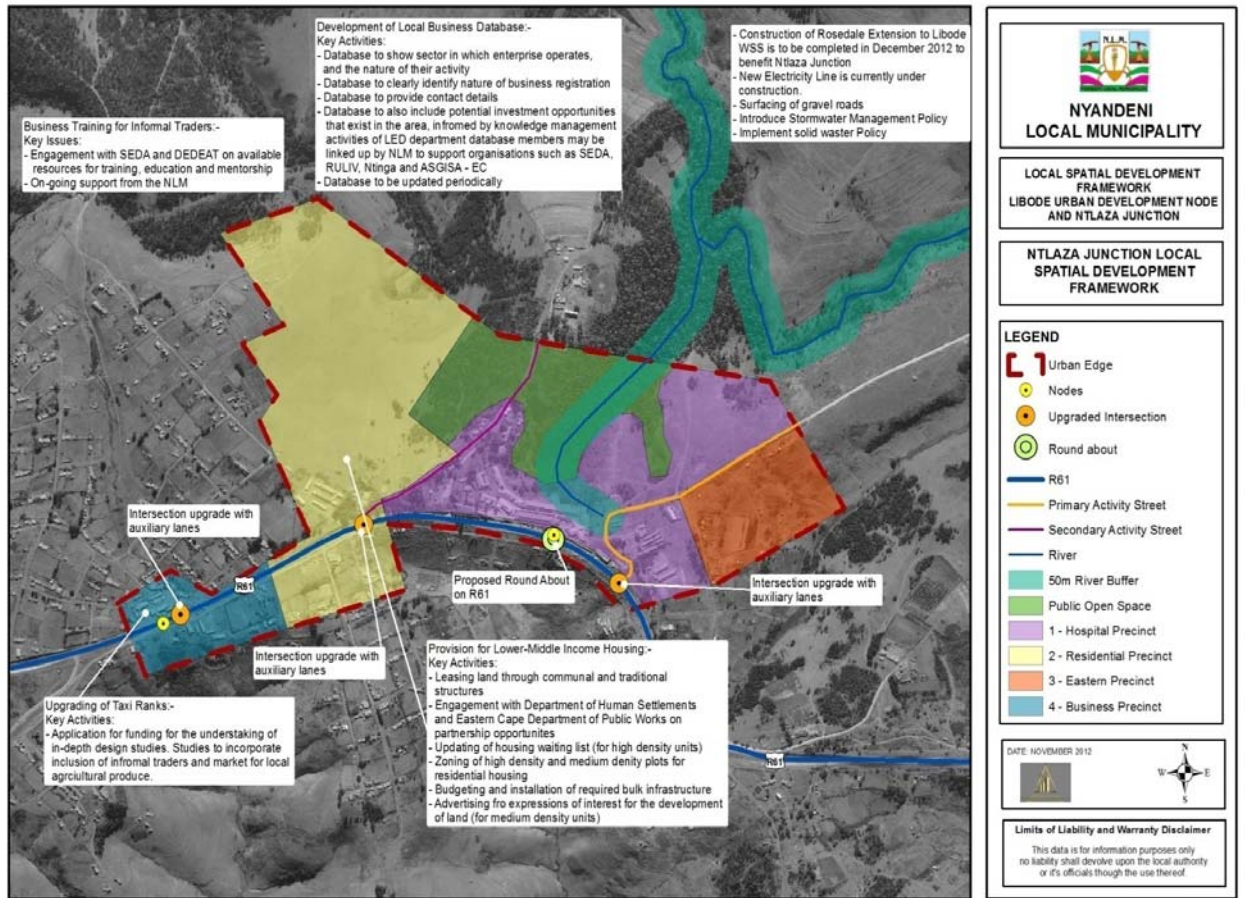 Development of Local Business Database:-
Key Activities:
- Database to show sector in which enterprise operates,
and the nature of their activity
- Database to clearly identify nature of business registration
- Database to provide contact details
- Database to also include potential investment opportunities
that exist in the area, infromed by knowledge management
activities of LED department database members may be
linked up by NLM to support organisations such as SEDA,
RULIV, Ntinga and ASGISA - EC
- Database to be updated periodically
- Construction of Rosedale Extension to Libode
WSS is to be completed in December 2012 to
benefit Ntlaza Junction
- New Electricity Line is currently under
construction.
- Surfacing of gravel roads
- Introduce Stormwater Management Policy
- Implement solid waster Policy
Business Training for Informal Traders:-
Key Issues:
- Engagement with SEDA and DEDEAT on available
resources for training, education and mentorship
- On-going support from the NLM
Intersection upgrade with
auxiliary lanes
R61
Proposed Round About
on R61
Intersection upgrade with
auxiliary lanes
Intersection upgrade with
auxiliary lanes
Upgrading of Taxi Ranks:-
Key Activities:
- Application for funding for the undertaking of
in-depth design studies. Studies to incorporate
inclusion of infromal traders and market for local
agrciultural produce.
Provision for Lower-Middle Income Housing:-
Key Activities:
- Leasing land through communal and traditional
structures
- Engagement with Department of Human Settlements
and Eastern Cape Department of Public Works on
partnership opportunites
- Updating of housing waiting list (for high density units)
- Zoning of high density and medium denity plots for
residential housing
- Budgeting and installation of required bulk infrastructure
- Advertising fro expressions of interest for the development
of land (for medium density units)
R61
N.L.M.
NYANDENI
LOCAL MUNICIPALITY
LOCAL SPATIAL DEVELOPMENT
FRAMEWORK
LIBODE URBAN DEVELOPMENT NODE
AND NTLAZA JUNCTION
NTLAZA JUNCTION LOCAL
SPATIAL DEVELOPMENT
FRAMEWORK
LEGEND
Urban Edge
Nodes
Upgraded Intersection
Round about
R61
Primary Activity Street
Secondary Activity Street
River
50m River Buffer
Public Open Space
1 - Hospital Precinct
2 - Residential Precinct
3 - Eastern Precinct
4 - Business Precinct
DATE: NOVEMBER 2012
N
W E
S
Limits of Liability and Warranty Disclaimer
This data is for information purposes only
no liability shall devolve upon the local authority
or it's officials though the use thereof.